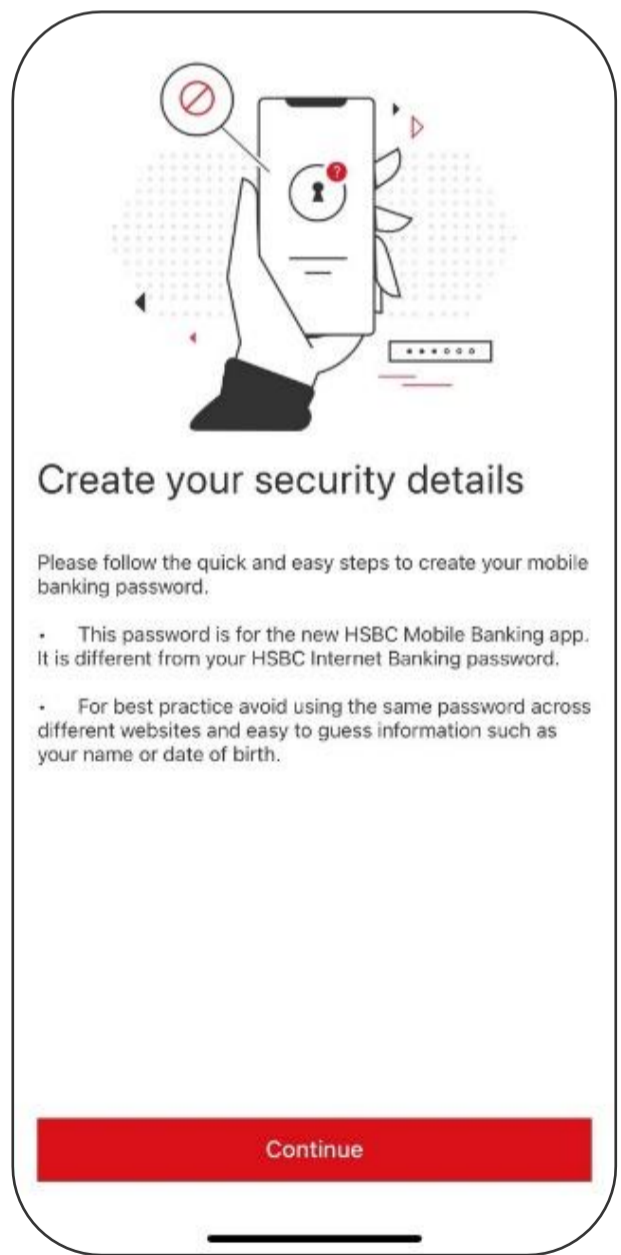 ?
Create your security details
Please follow the quick and easy steps to create your mobile
banking password.
• This password is for the new HSBC Mobile Banking app.
It is different from your HSBC Internet Banking password.
• For best practice avoid using the same password across
different websites and easy to guess information such as
your name or date of birth.
Continue